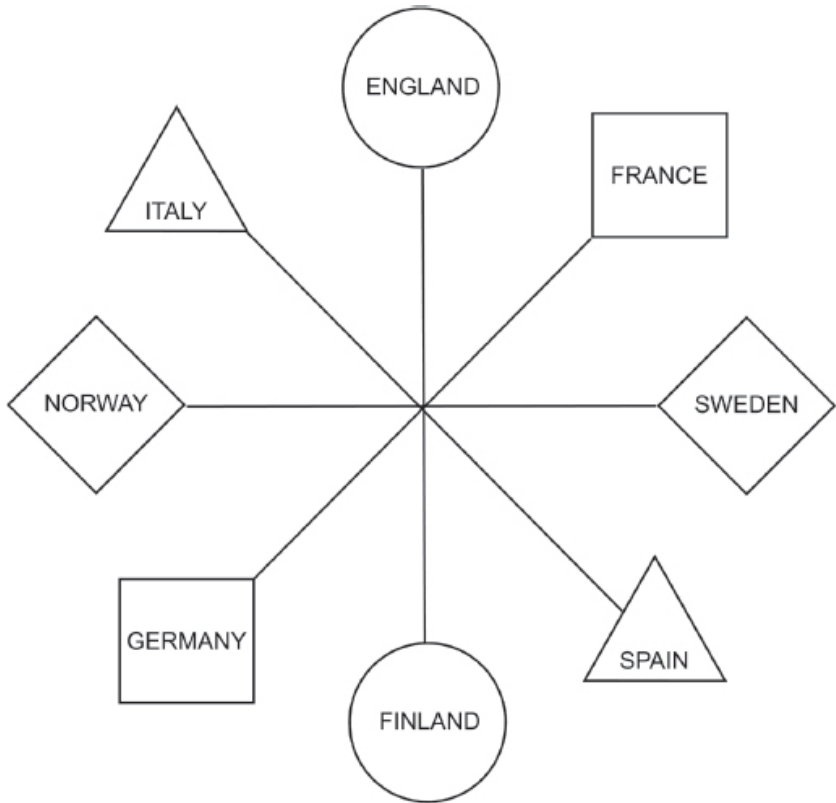 ENGLAND
FRANCE
ITALY
NORWAY
SWEDEN
GERMANY
SPAIN
FINLAND